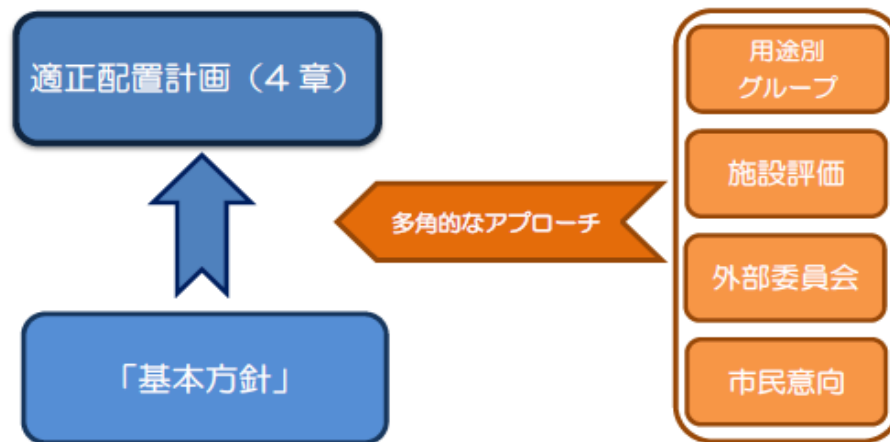 適正配置計画（4 章）
「基本方針」
多角的なアプローチ
用途別
グループ
施設評価
外部委員会
市民意向